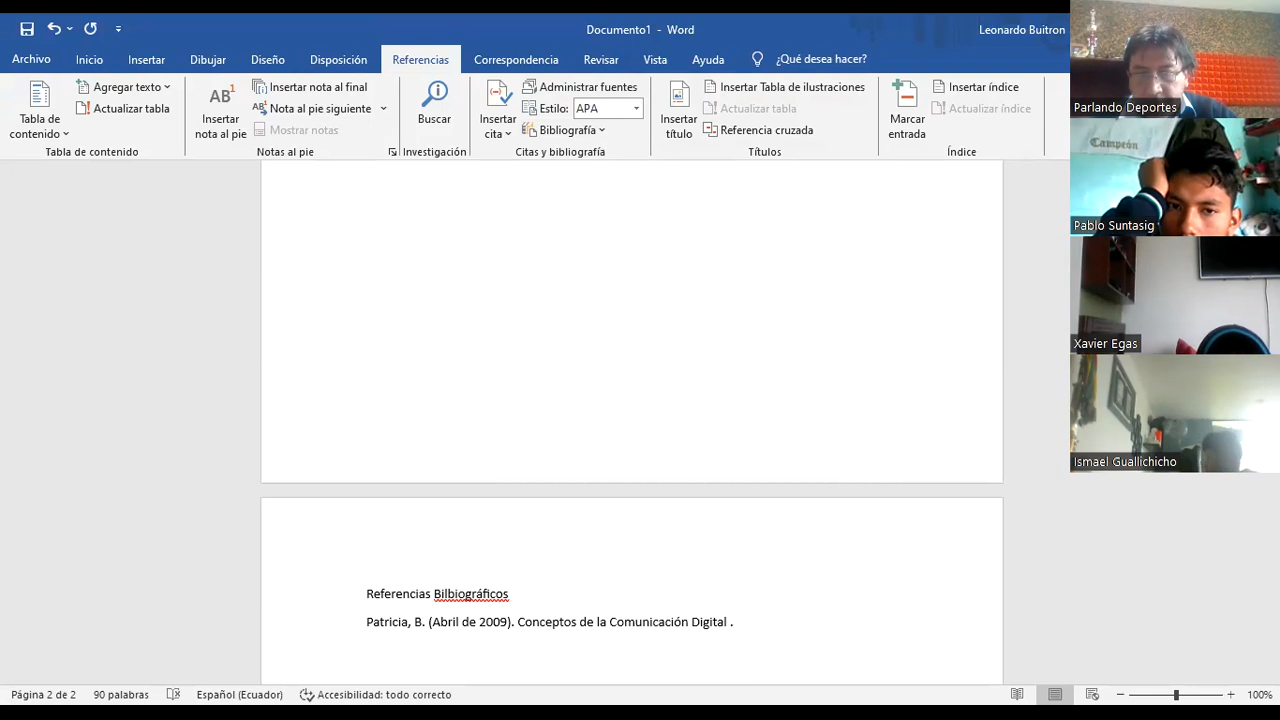 Documento1 - Word
Leonardo Buitron
Archivo Inicio Insertar Dibujar Diseño Disposición Referencias Correspondencia Revisar Vista Ayuda ¿Qué desea hacer?
Tabla de contenido
Agregar texto
Actualizar tabla
Tabla de contenido
AB1
Insertar nota al pie
Insertar nota al final
Nota al pie siguiente
Mostrar notas
Notas al pie
Buscar
Investigación
Insertar cita
Administrar fuentes
Estilo: APA
Bibliografía
Citas y bibliografía
Insertar título
Insertar Tabla de ilustraciones
Actualizar tabla
Referencia cruzada
Títulos
Marcar entrada
Insertar índice
Actualizar índice
Índice
Parlando Deportes
Campeón
Pablo Suntasig
Xavier Egas
Ismael Guallichicho
Referencias Bilbiográficos
Patricia, B. (Abril de 2009). Conceptos de la Comunicación Digital .
Página 2 de 2 90 palabras Español (Ecuador) Accesibilidad: todo correcto 100%